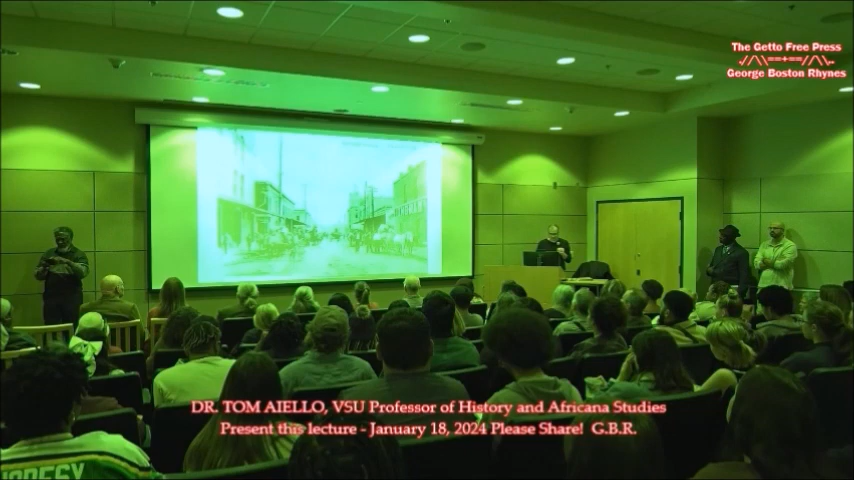 The Getto Free Press
./\/\==+==/\/\..
George Boston Rhynes
DR. TOM AIELLO, VSU Professor of History and Africana Studies
Present this lecture - January 18, 2024 Please Share! G.B.R.